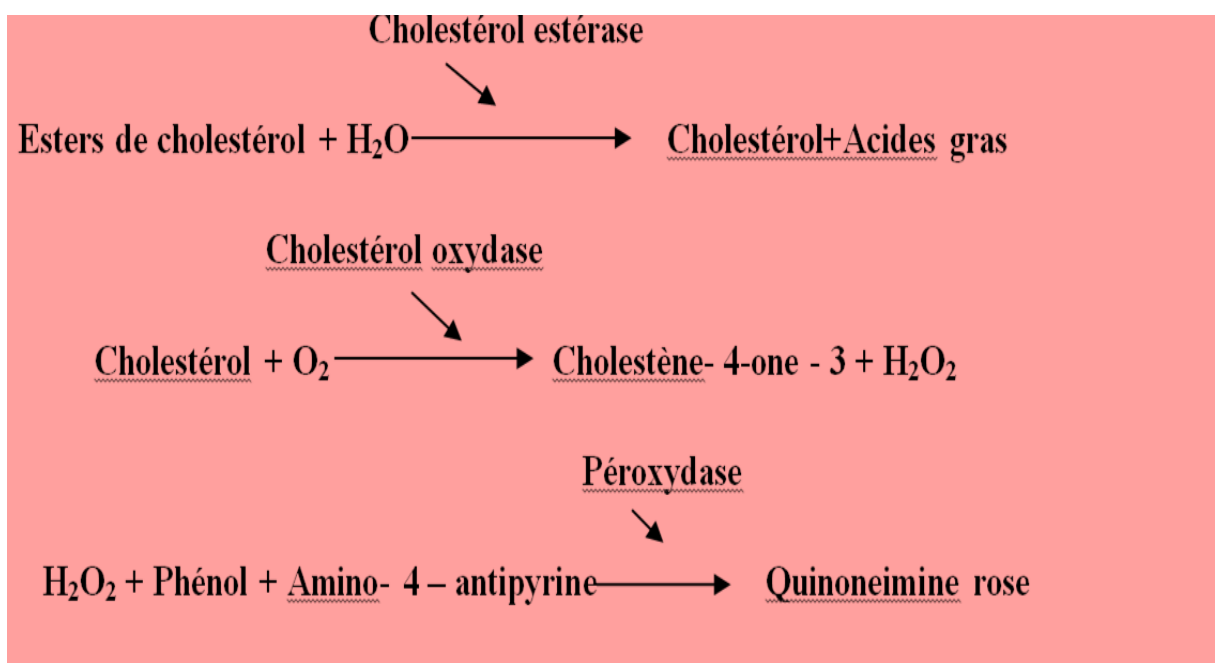 Cholestérol estérase
Esters de cholestérol + H₂O Cholestérol+Acides gras
Cholestérol oxydase
Cholestérol + O₂ Cholestène- 4-one - 3 + H₂O₂
Péroxydase
H₂O₂ + Phénol + Amino- 4 – antipyrine Quinoneimine rose